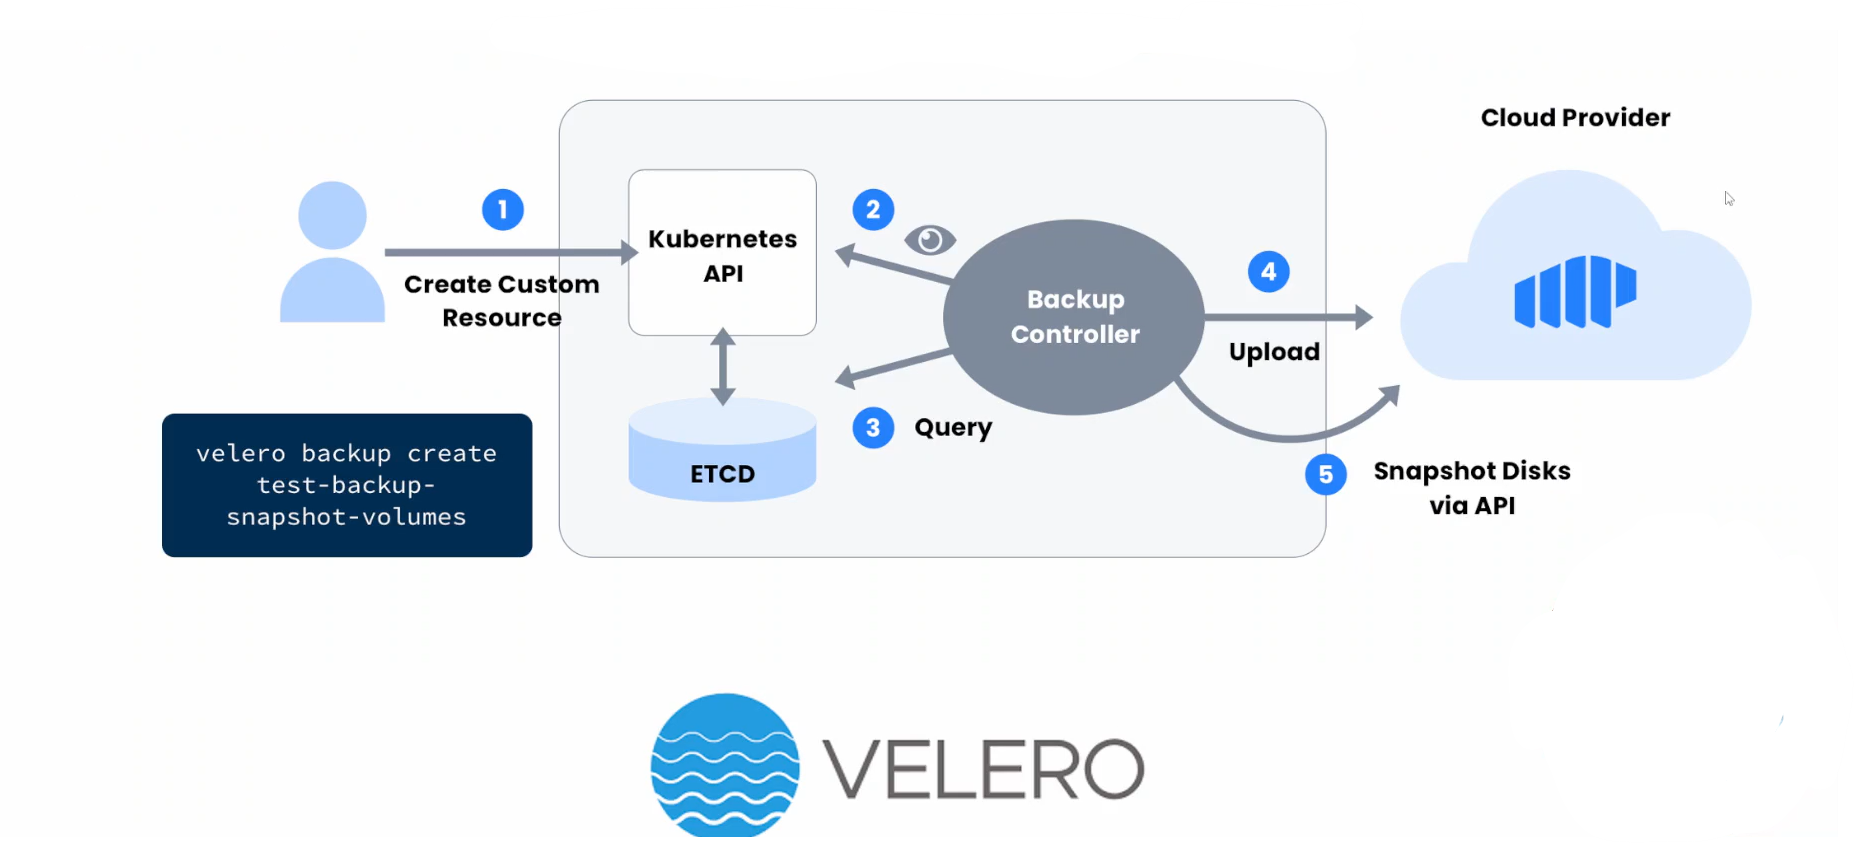 Cloud Provider
1
Create Custom
Resource
Kubernetes
API
2
Backup
Controller
4
Upload
ETCD
3
Query
5
Snapshot Disks
via API
velero backup create
test-backup-
snapshot-volumes
VELERO